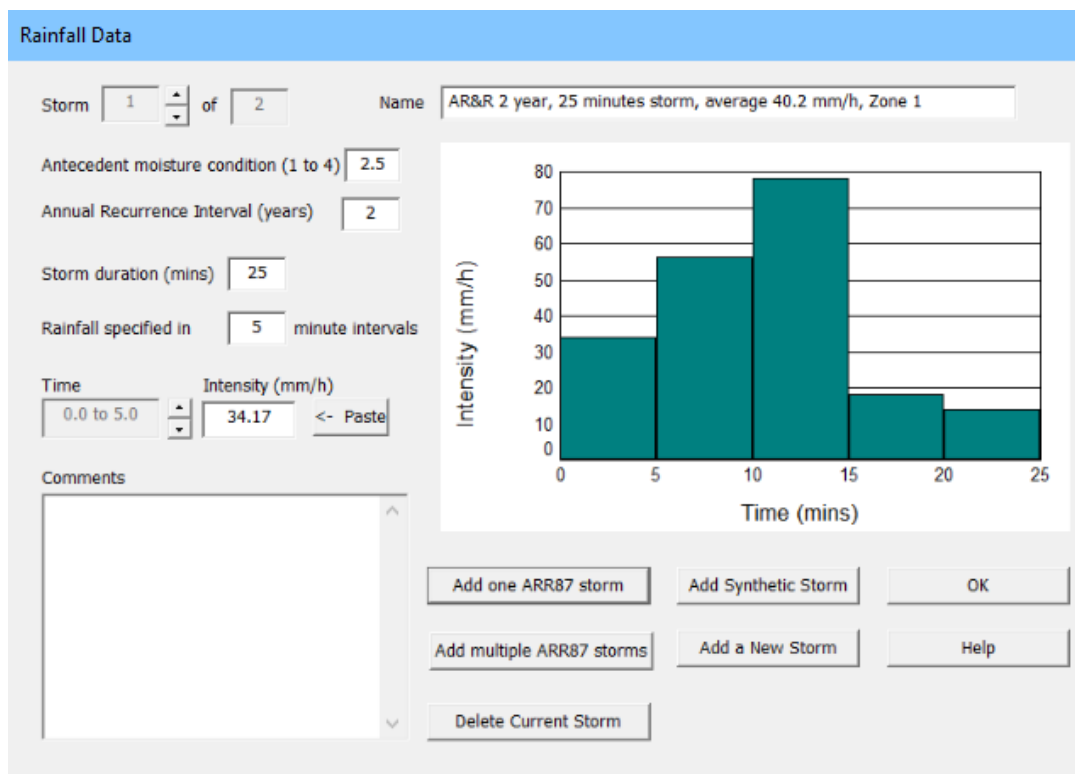 Rainfall Data
Storm 1 of 2 Name AR&R 2 year, 25 minutes storm, average 40.2 mm/h, Zone 1
Antecedent moisture condition (1 to 4) 2.5
Annual Recurrence Interval (years) 2
Storm duration (mins) 25
Rainfall specified in 5 minute intervals
Time Intensity (mm/h)
0.0 to 5.0 34.17 <- Paste
Comments
80
70
60
50
40
30
20
10
0
Intensity (mm/h)
0 5 10 15 20 25
Time (mins)
Add one ARR87 storm Add Synthetic Storm OK
Add multiple ARR87 storms Add a New Storm Help
Delete Current Storm